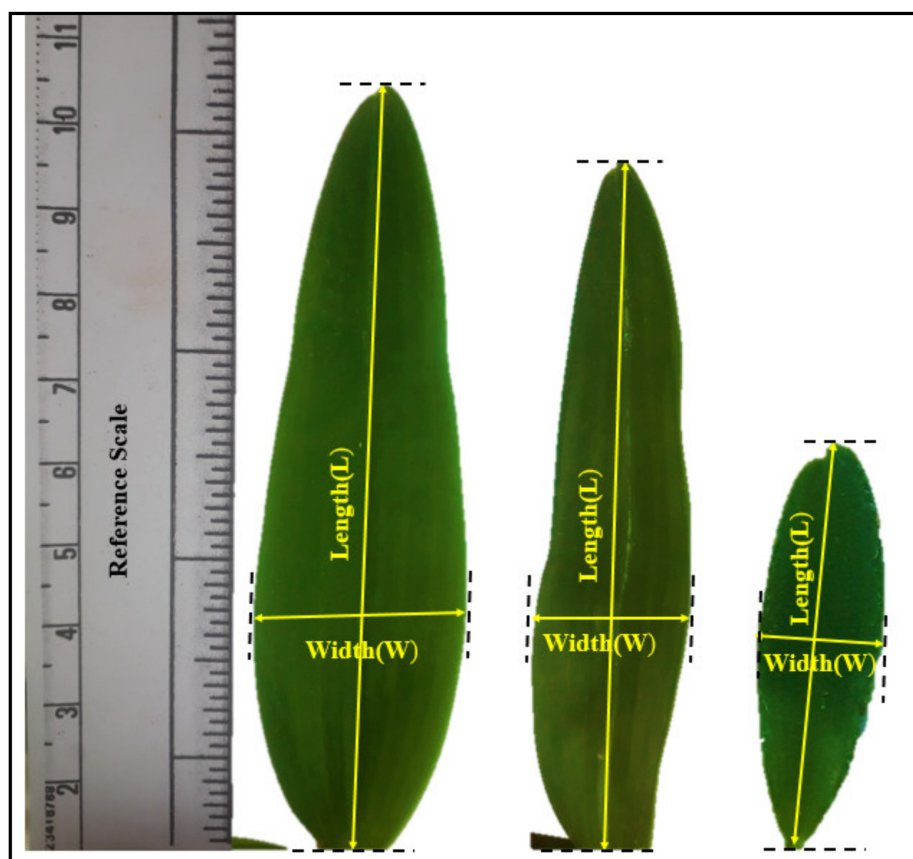 11
10
9
8
7
6
5
4
3
2
Reference Scale
Length(L)
Width(W)
Length(L)
Width(W)
Length(L)
Width(W)